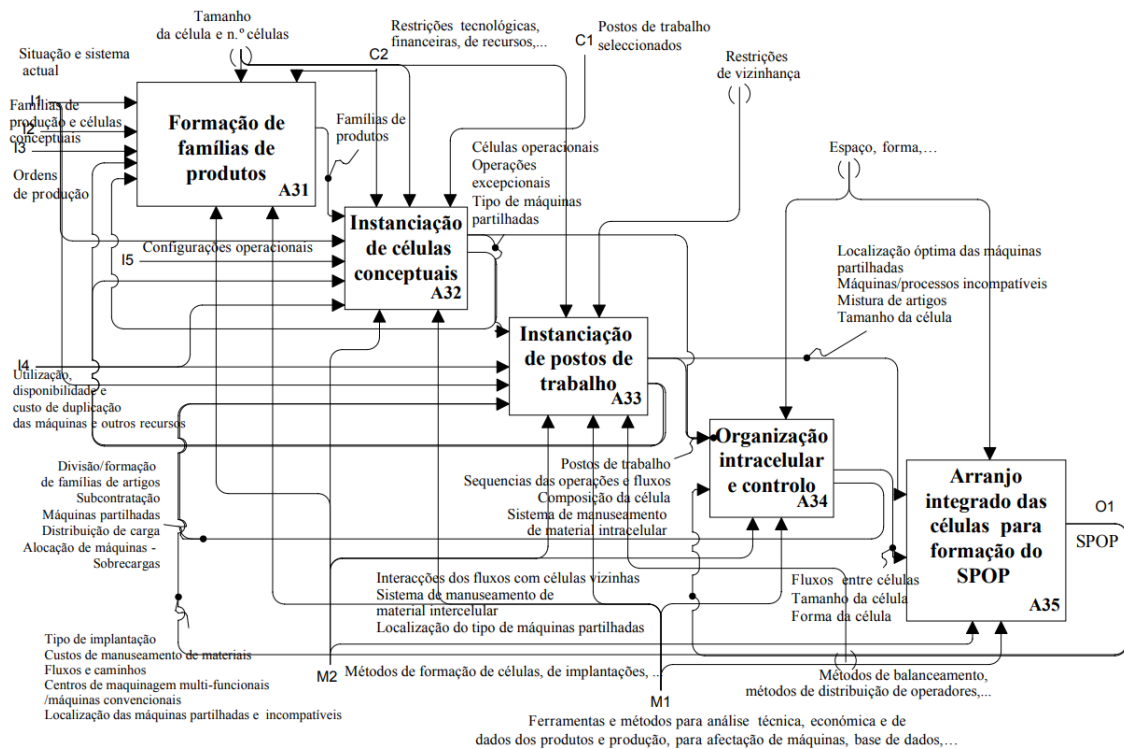 Tamanho
da célula e n.º células
Situação e sistema
actual
C2
Restrições tecnológicas,
financeiras, de recursos,...
C1
Postos de trabalho
seleccionados
Restrições
de vizinhança
I1
Famílias de
produção e células
conceptuais
I2
I3
Ordens
de produção
Formação de
famílias de
produtos
A31
Famílias de
produtos
Células operacionais
Operações
excepcionais
Tipo de máquinas
partilhadas
Espaço, forma,...
Configurações operacionais
I5
Instanciação
de células
conceptuais
A32
Localização óptima das máquinas
partilhadas
Máquinas/processos incompatíveis
Mistura de artigos
Tamanho da célula
I4
Utilização,
disponibilidade e
custo de duplicação
das máquinas e outros recursos
Instanciação
de postos de
trabalho
A33
Divisão/formação
de famílias de artigos
Subcontratação
Máquinas partilhadas
Distribuição de carga
Alocação de máquinas -
Sobrecargas
Postos de trabalho
Sequencias das operações e fluxos
Composição da célula
Sistema de manuseamento
de material intracelular
Organização
intracelular
e controlo
A34
Arranjo
integrado das
células para
formação do
SPOP
A35
O1
SPOP
Interacções dos fluxos com células vizinhas
Sistema de manuseamento de
material intercelular
Localização do tipo de máquinas partilhadas
Fluxos entre células
Tamanho da célula
Forma da célula
Tipo de implantação
Custos de manuseamento de materiais
Fluxos e caminhos
Centros de maquinagem multi-funcionais
/máquinas convencionais
Localização das máquinas partilhadas e incompatíveis
M2
Métodos de formação de células, de implantações, ...
M1
Métodos de balanceamento,
métodos de distribuição de operadores,...
Ferramentas e métodos para análise técnica, económica e de
dados dos produtos e produção, para afectação de máquinas, base de dados,...